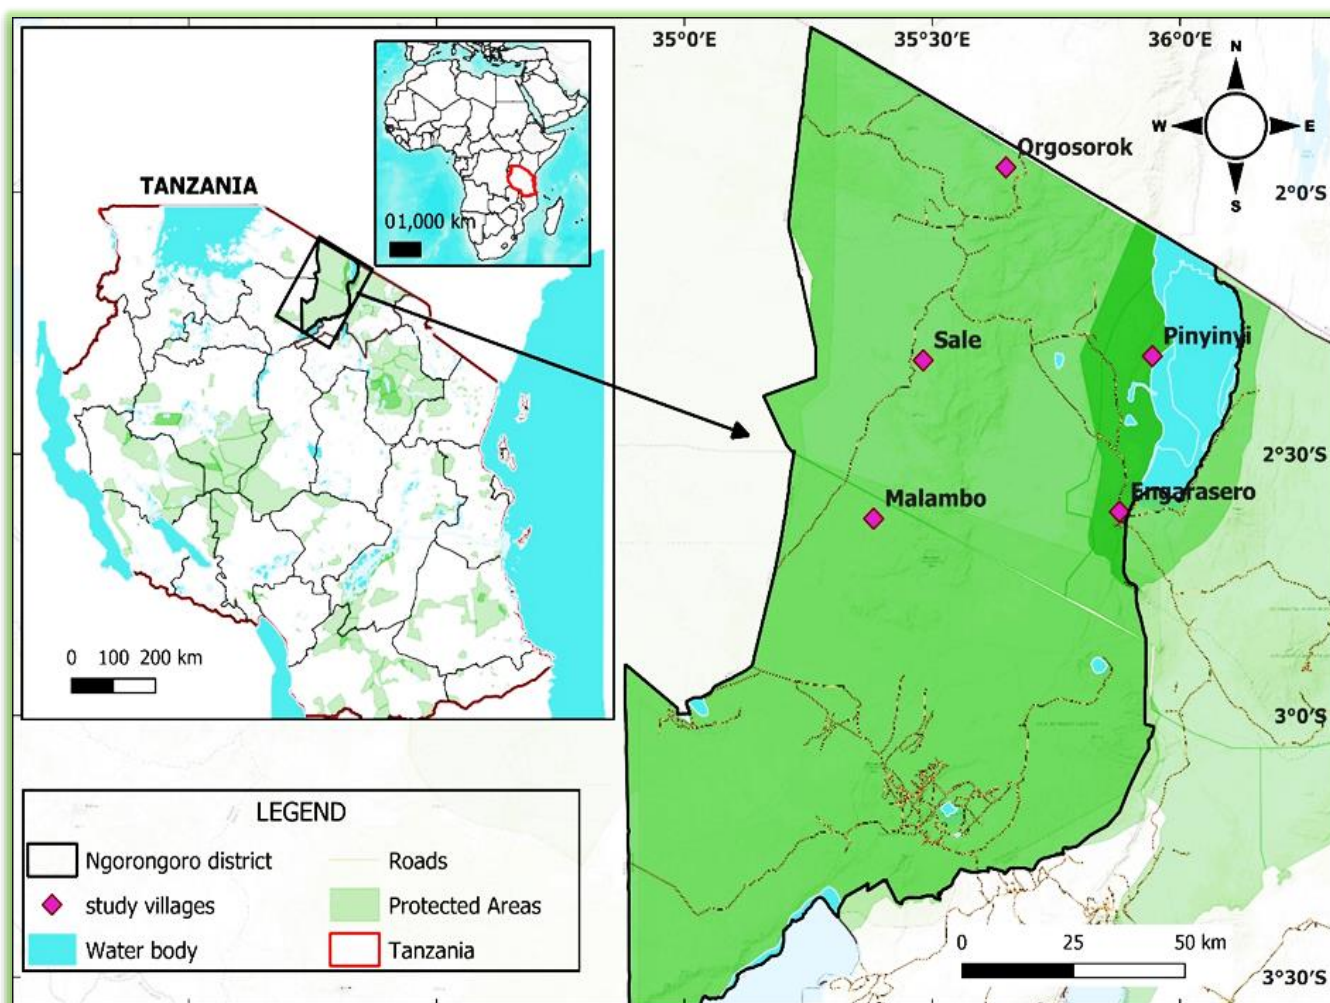 35°0′E
35°30′E
36°0′E
N
W
E
S
2°0′S
2°30′S
3°0′S
3°30′S
TANZANIA
01,000 km
0 100 200 km
Orgosorok
Sale
Pinyinyi
Malambo
Engarasero
LEGEND
Ngorongoro district
Roads
study villages
Protected Areas
Water body
Tanzania
0 25 50 km